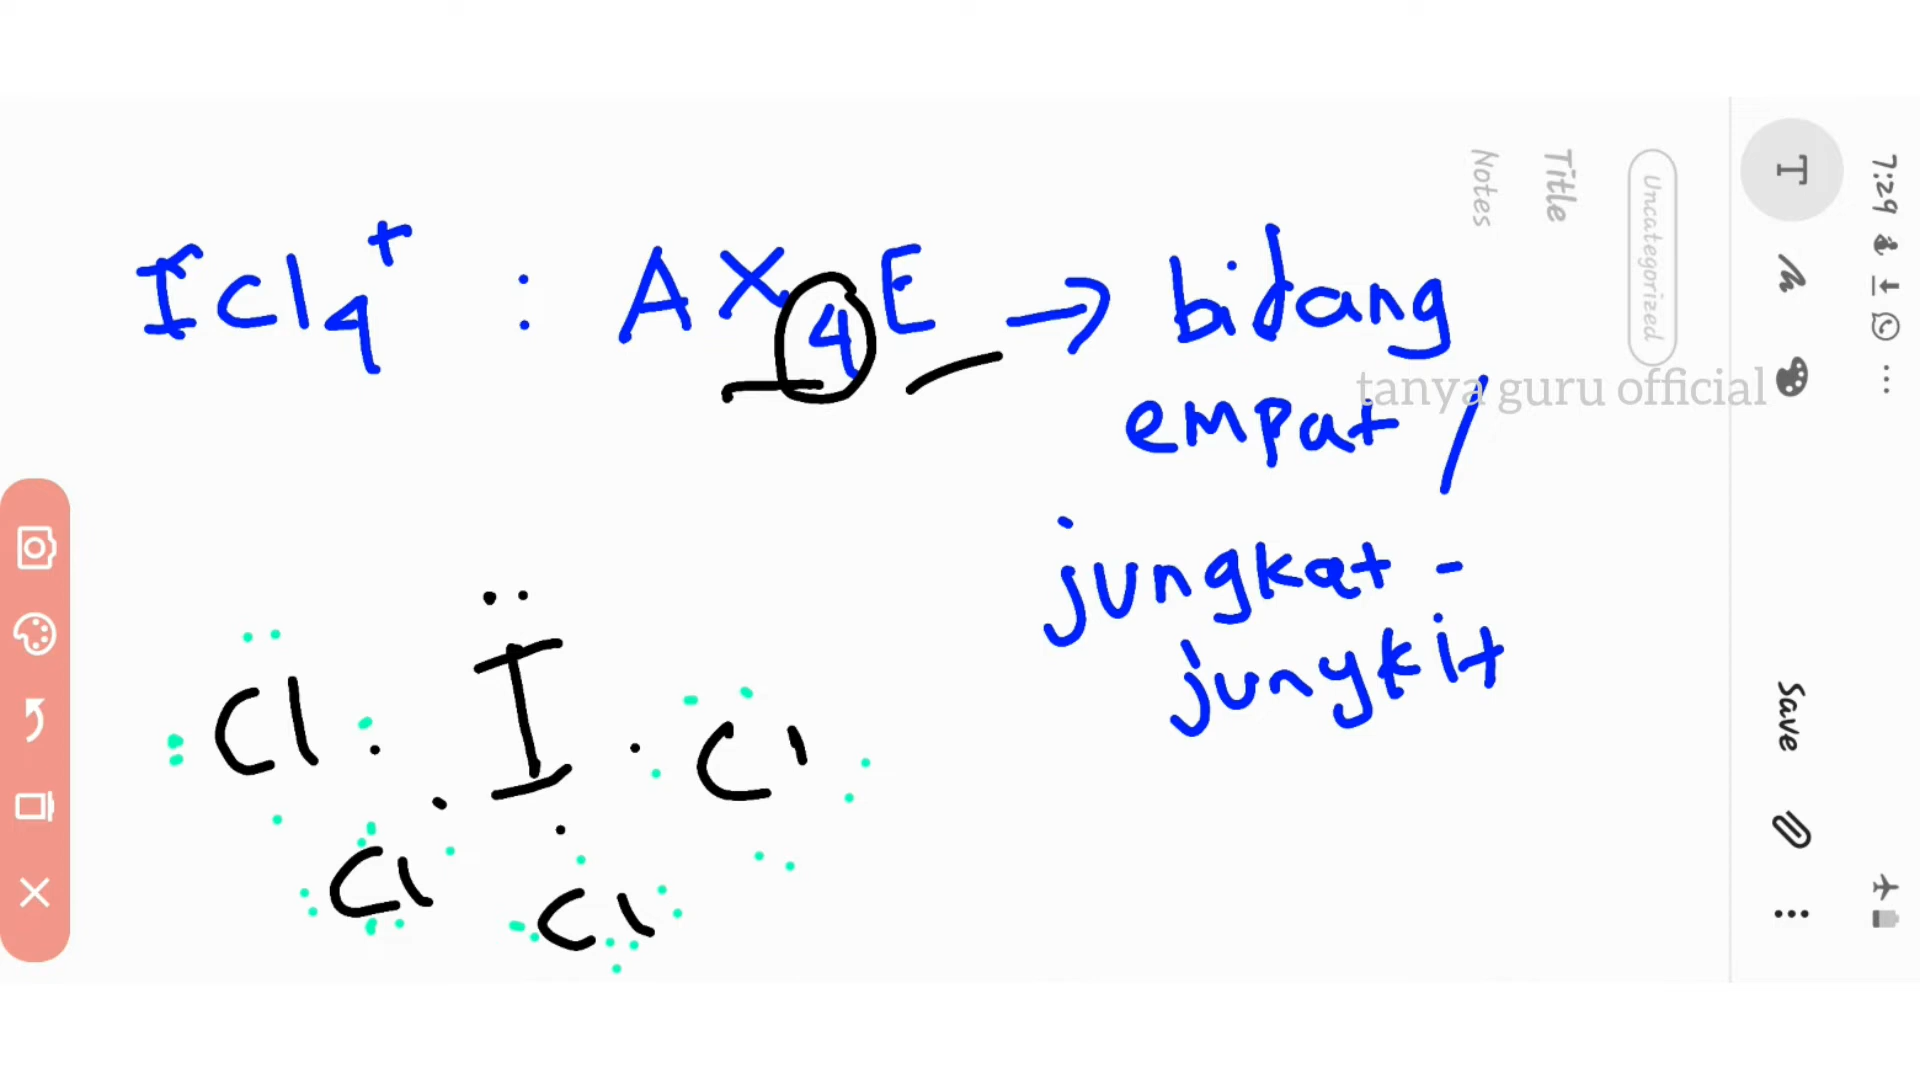 ICl4+ : AX4E → bidang
empat /
jungkat -
jungkit
tanya guru official
Cl I Cl
Cl Cl
7:29
T
Uncategorized
Title
Notes
Save